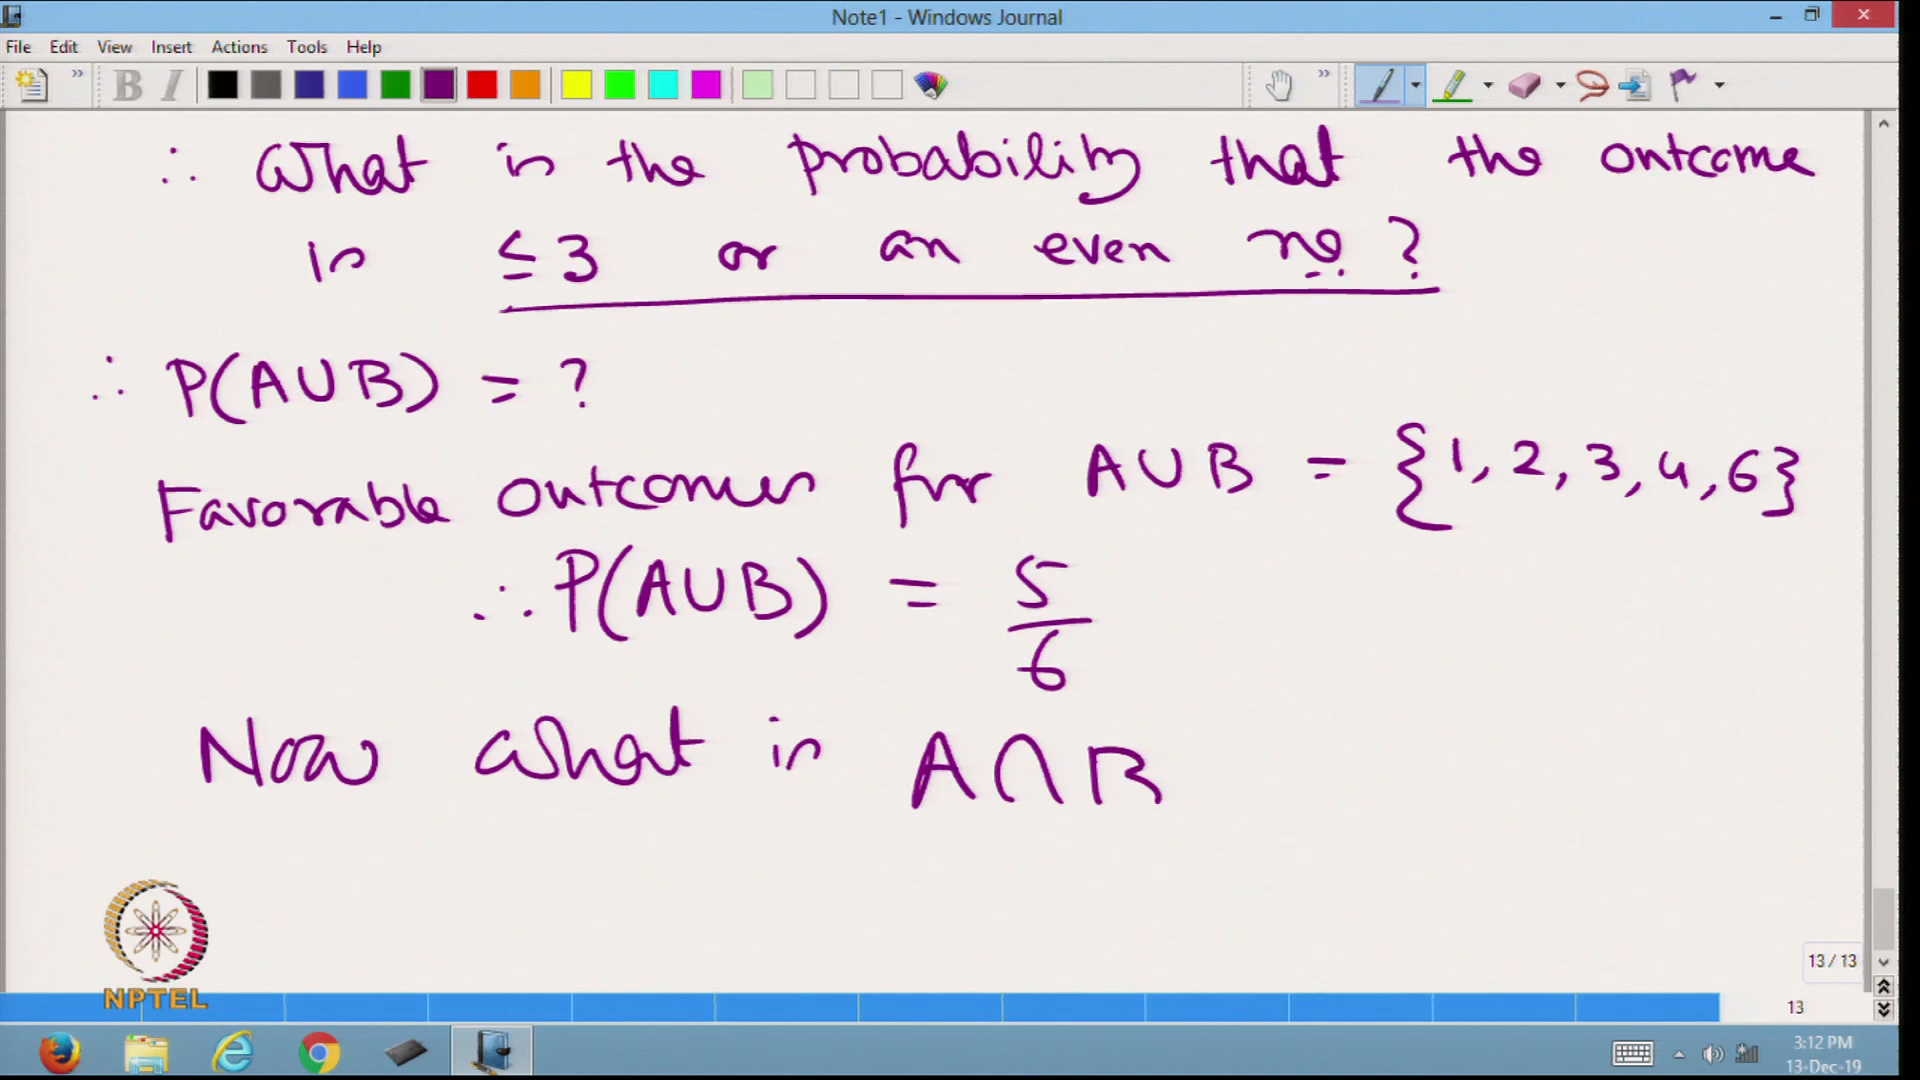 Note1 - Windows Journal
File Edit View Insert Actions Tools Help
B I
∴ What is the probability that the outcome
is ≤3 or an even no ?
∴ P(A∪B) = ?
Favorable outcomes for A∪B = {1, 2, 3, 4, 6}
∴ P(A∪B) = 5/6
Now what is A∩B
NPTEL
13 / 13
13
3:12 PM
13-Dec-19